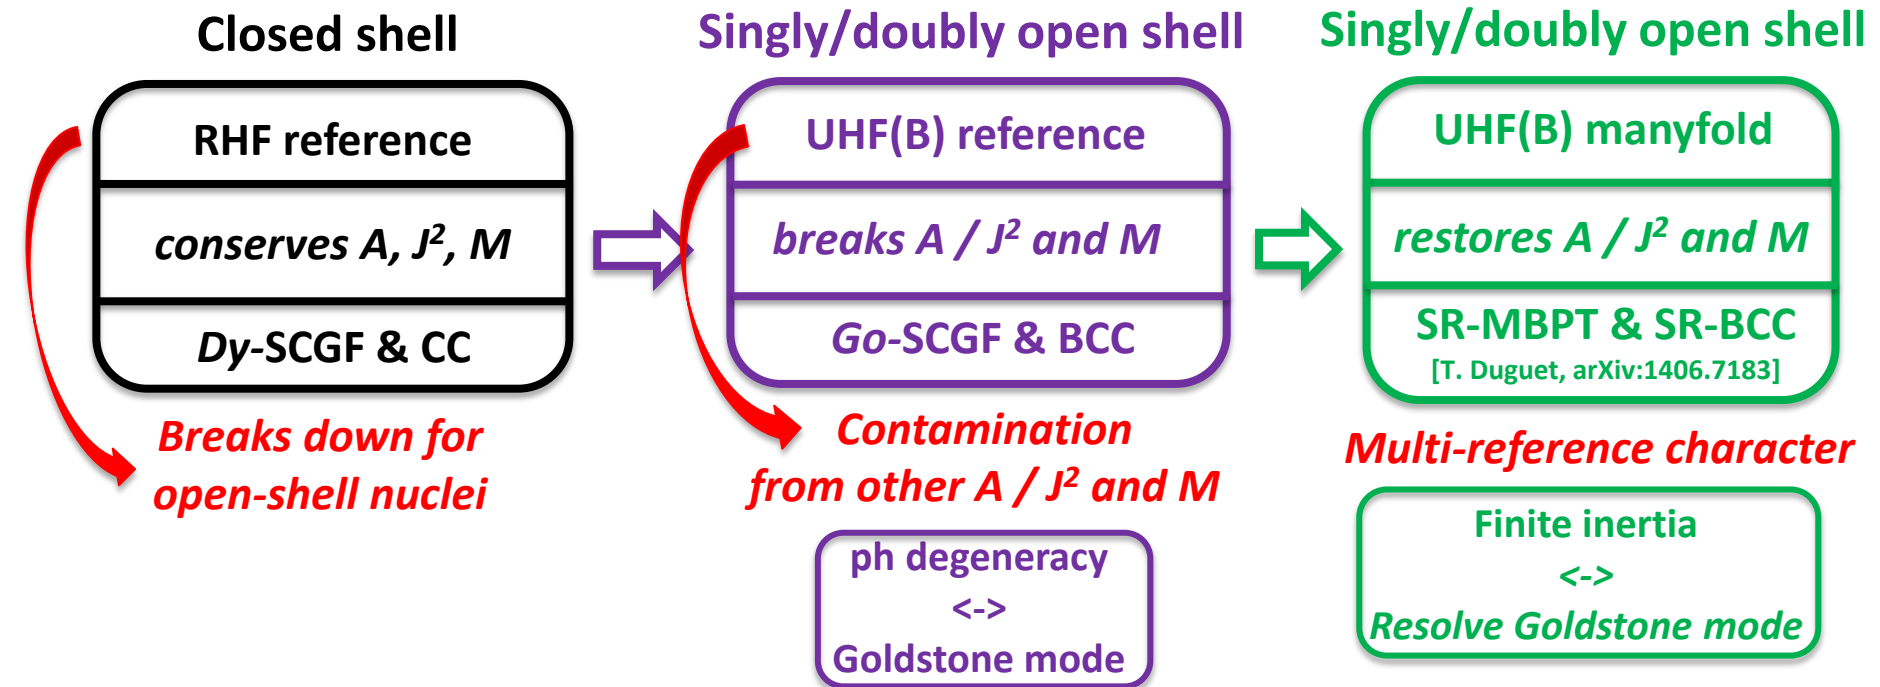 Closed shell
RHF reference
conserves A, J², M
Dy-SCGF & CC
Breaks down for
open-shell nuclei
Singly/doubly open shell
UHF(B) reference
breaks A / J² and M
Go-SCGF & BCC
Contamination
from other A / J² and M
ph degeneracy
<->
Goldstone mode
Singly/doubly open shell
UHF(B) manyfold
restores A / J² and M
SR-MBPT & SR-BCC
[T. Duguet, arXiv:1406.7183]
Multi-reference character
Finite inertia
<->
Resolve Goldstone mode